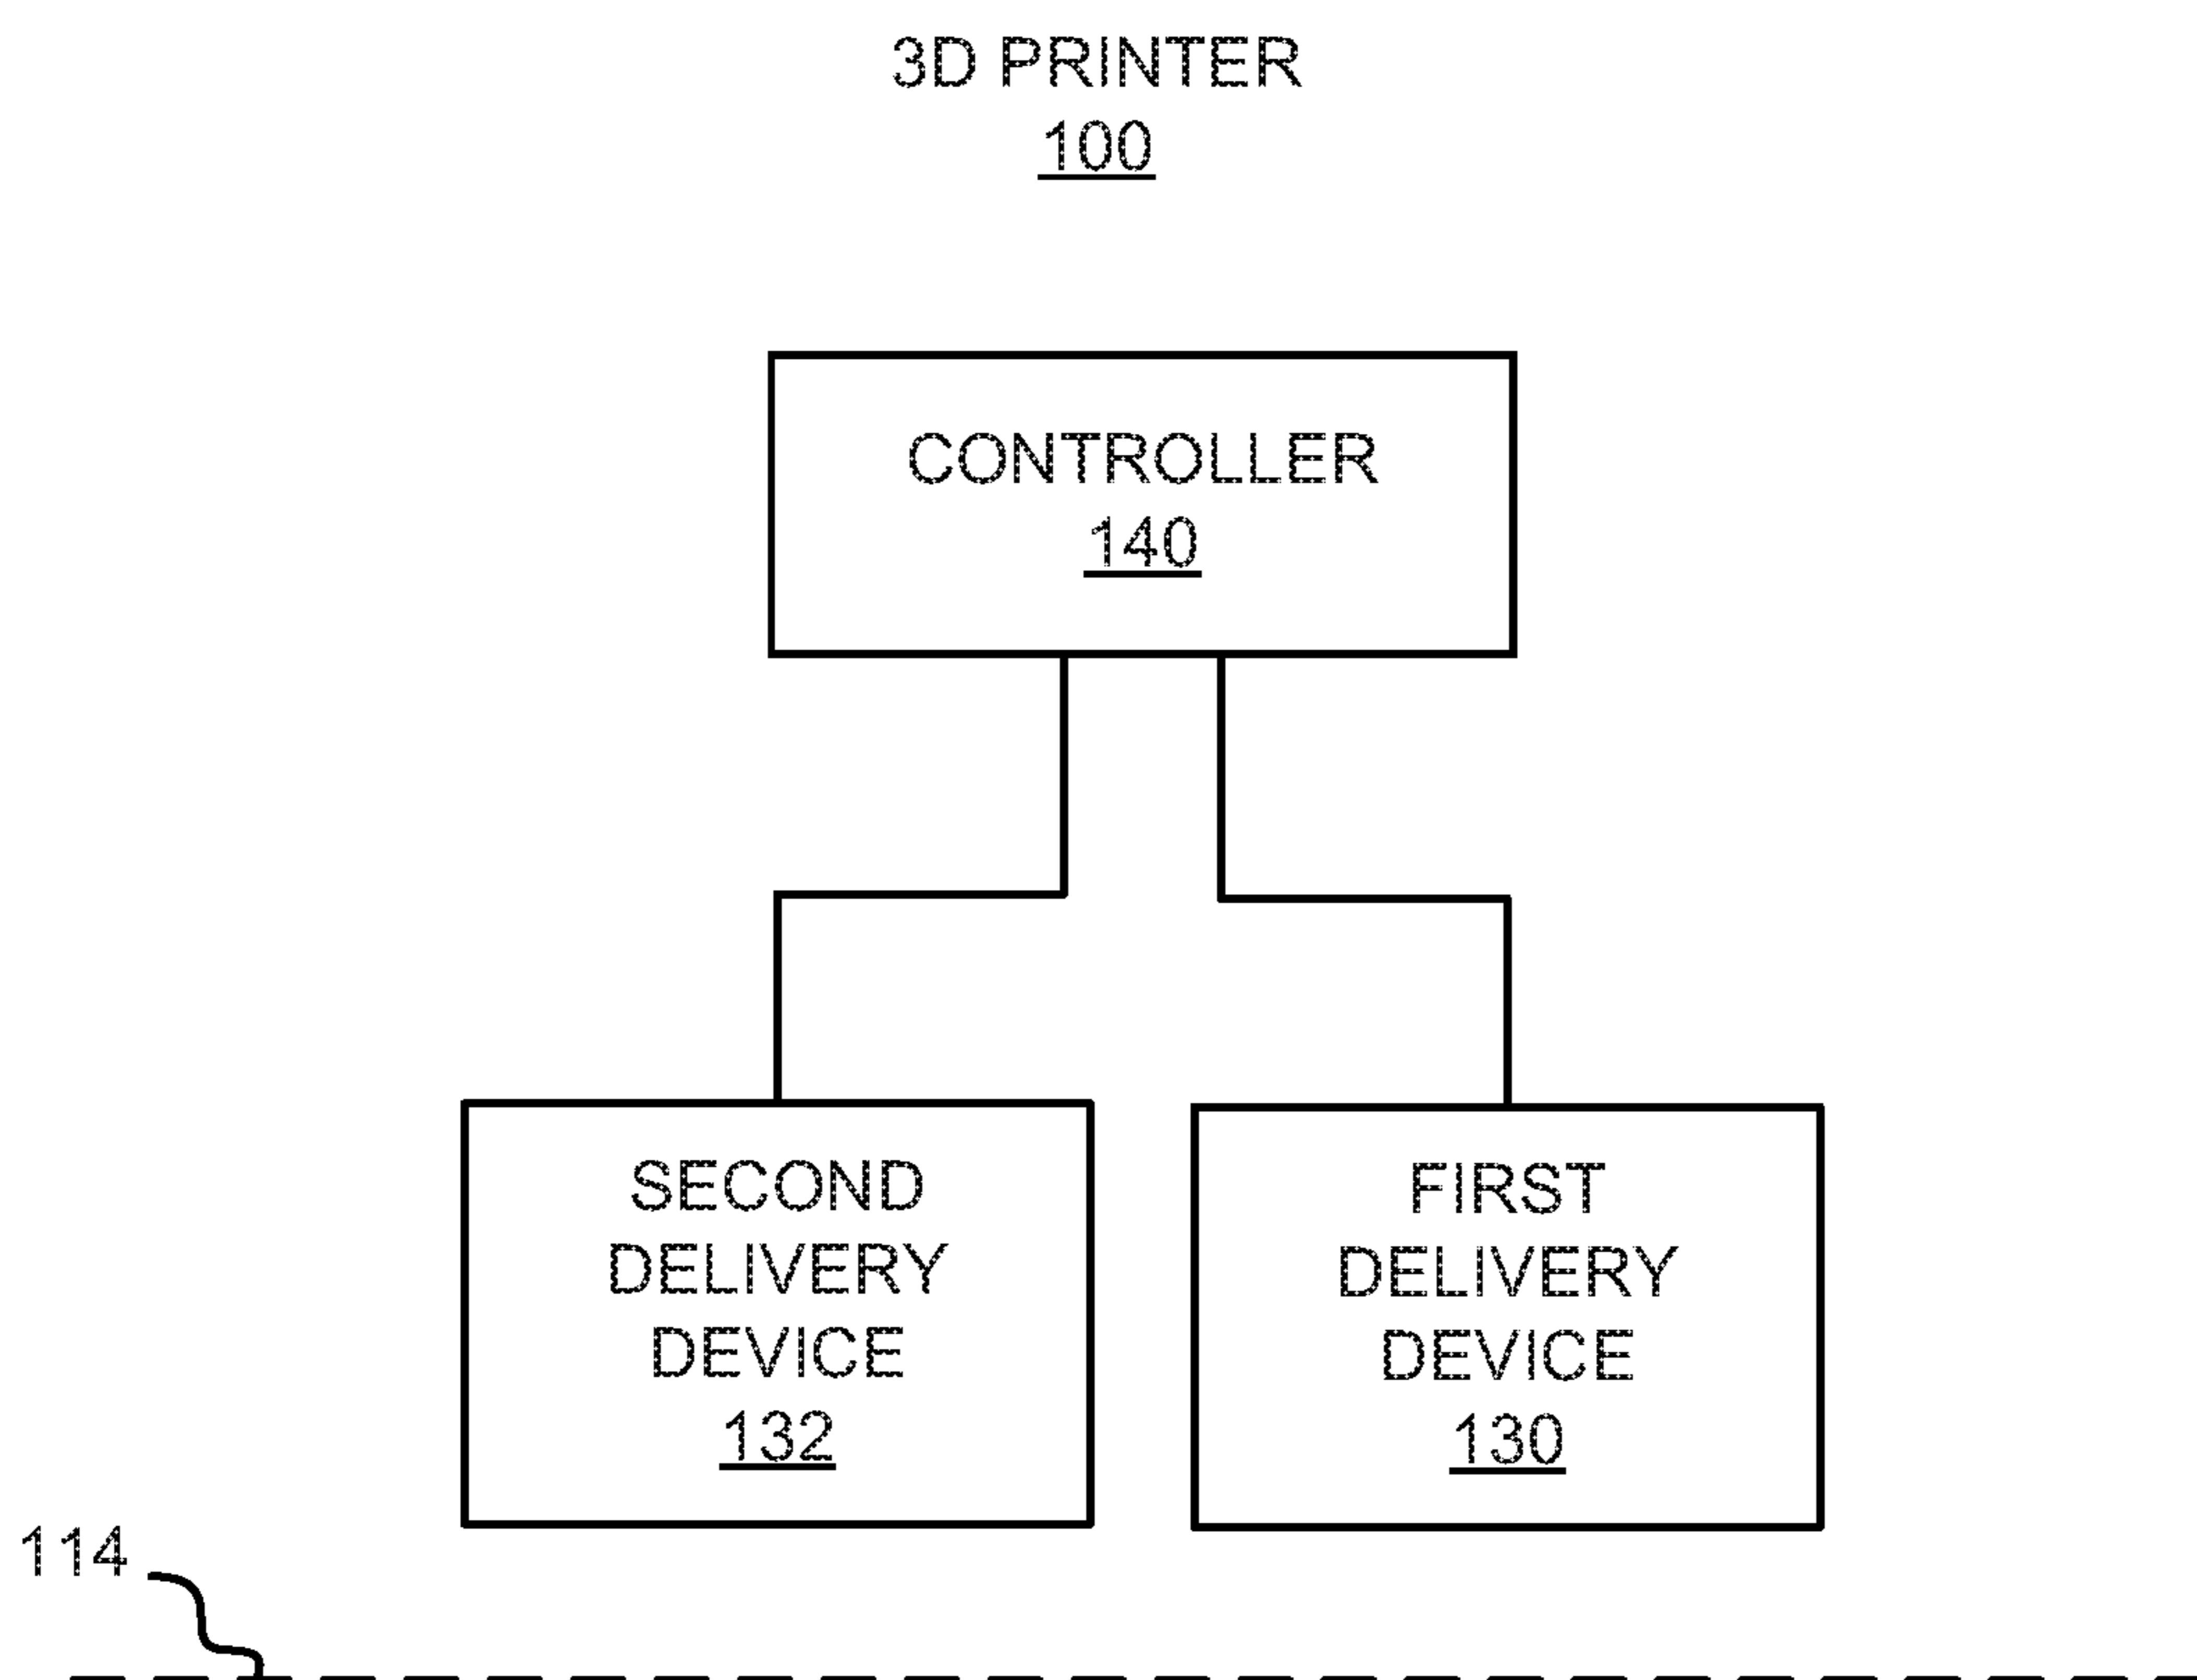 3D PRINTER
100
CONTROLLER
140
SECOND
DELIVERY
DEVICE
132
FIRST
DELIVERY
DEVICE
130
114